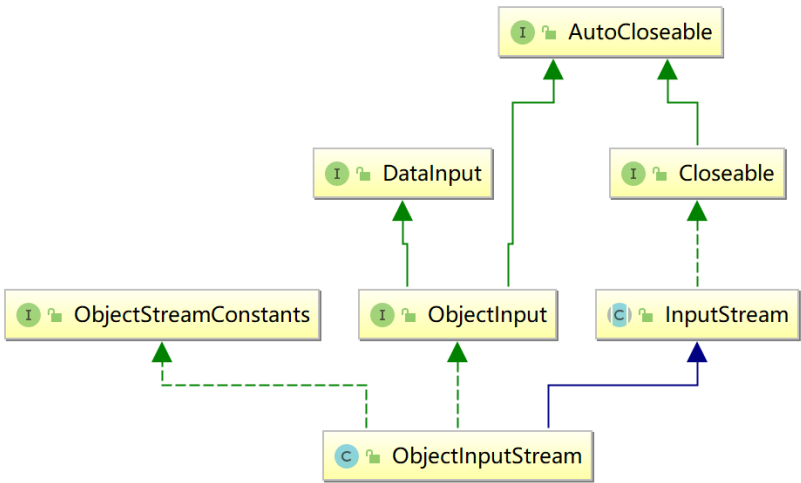 I AutoCloseable
I DataInput
I Closeable
I ObjectStreamConstants
I ObjectInput
C InputStream
C ObjectInputStream